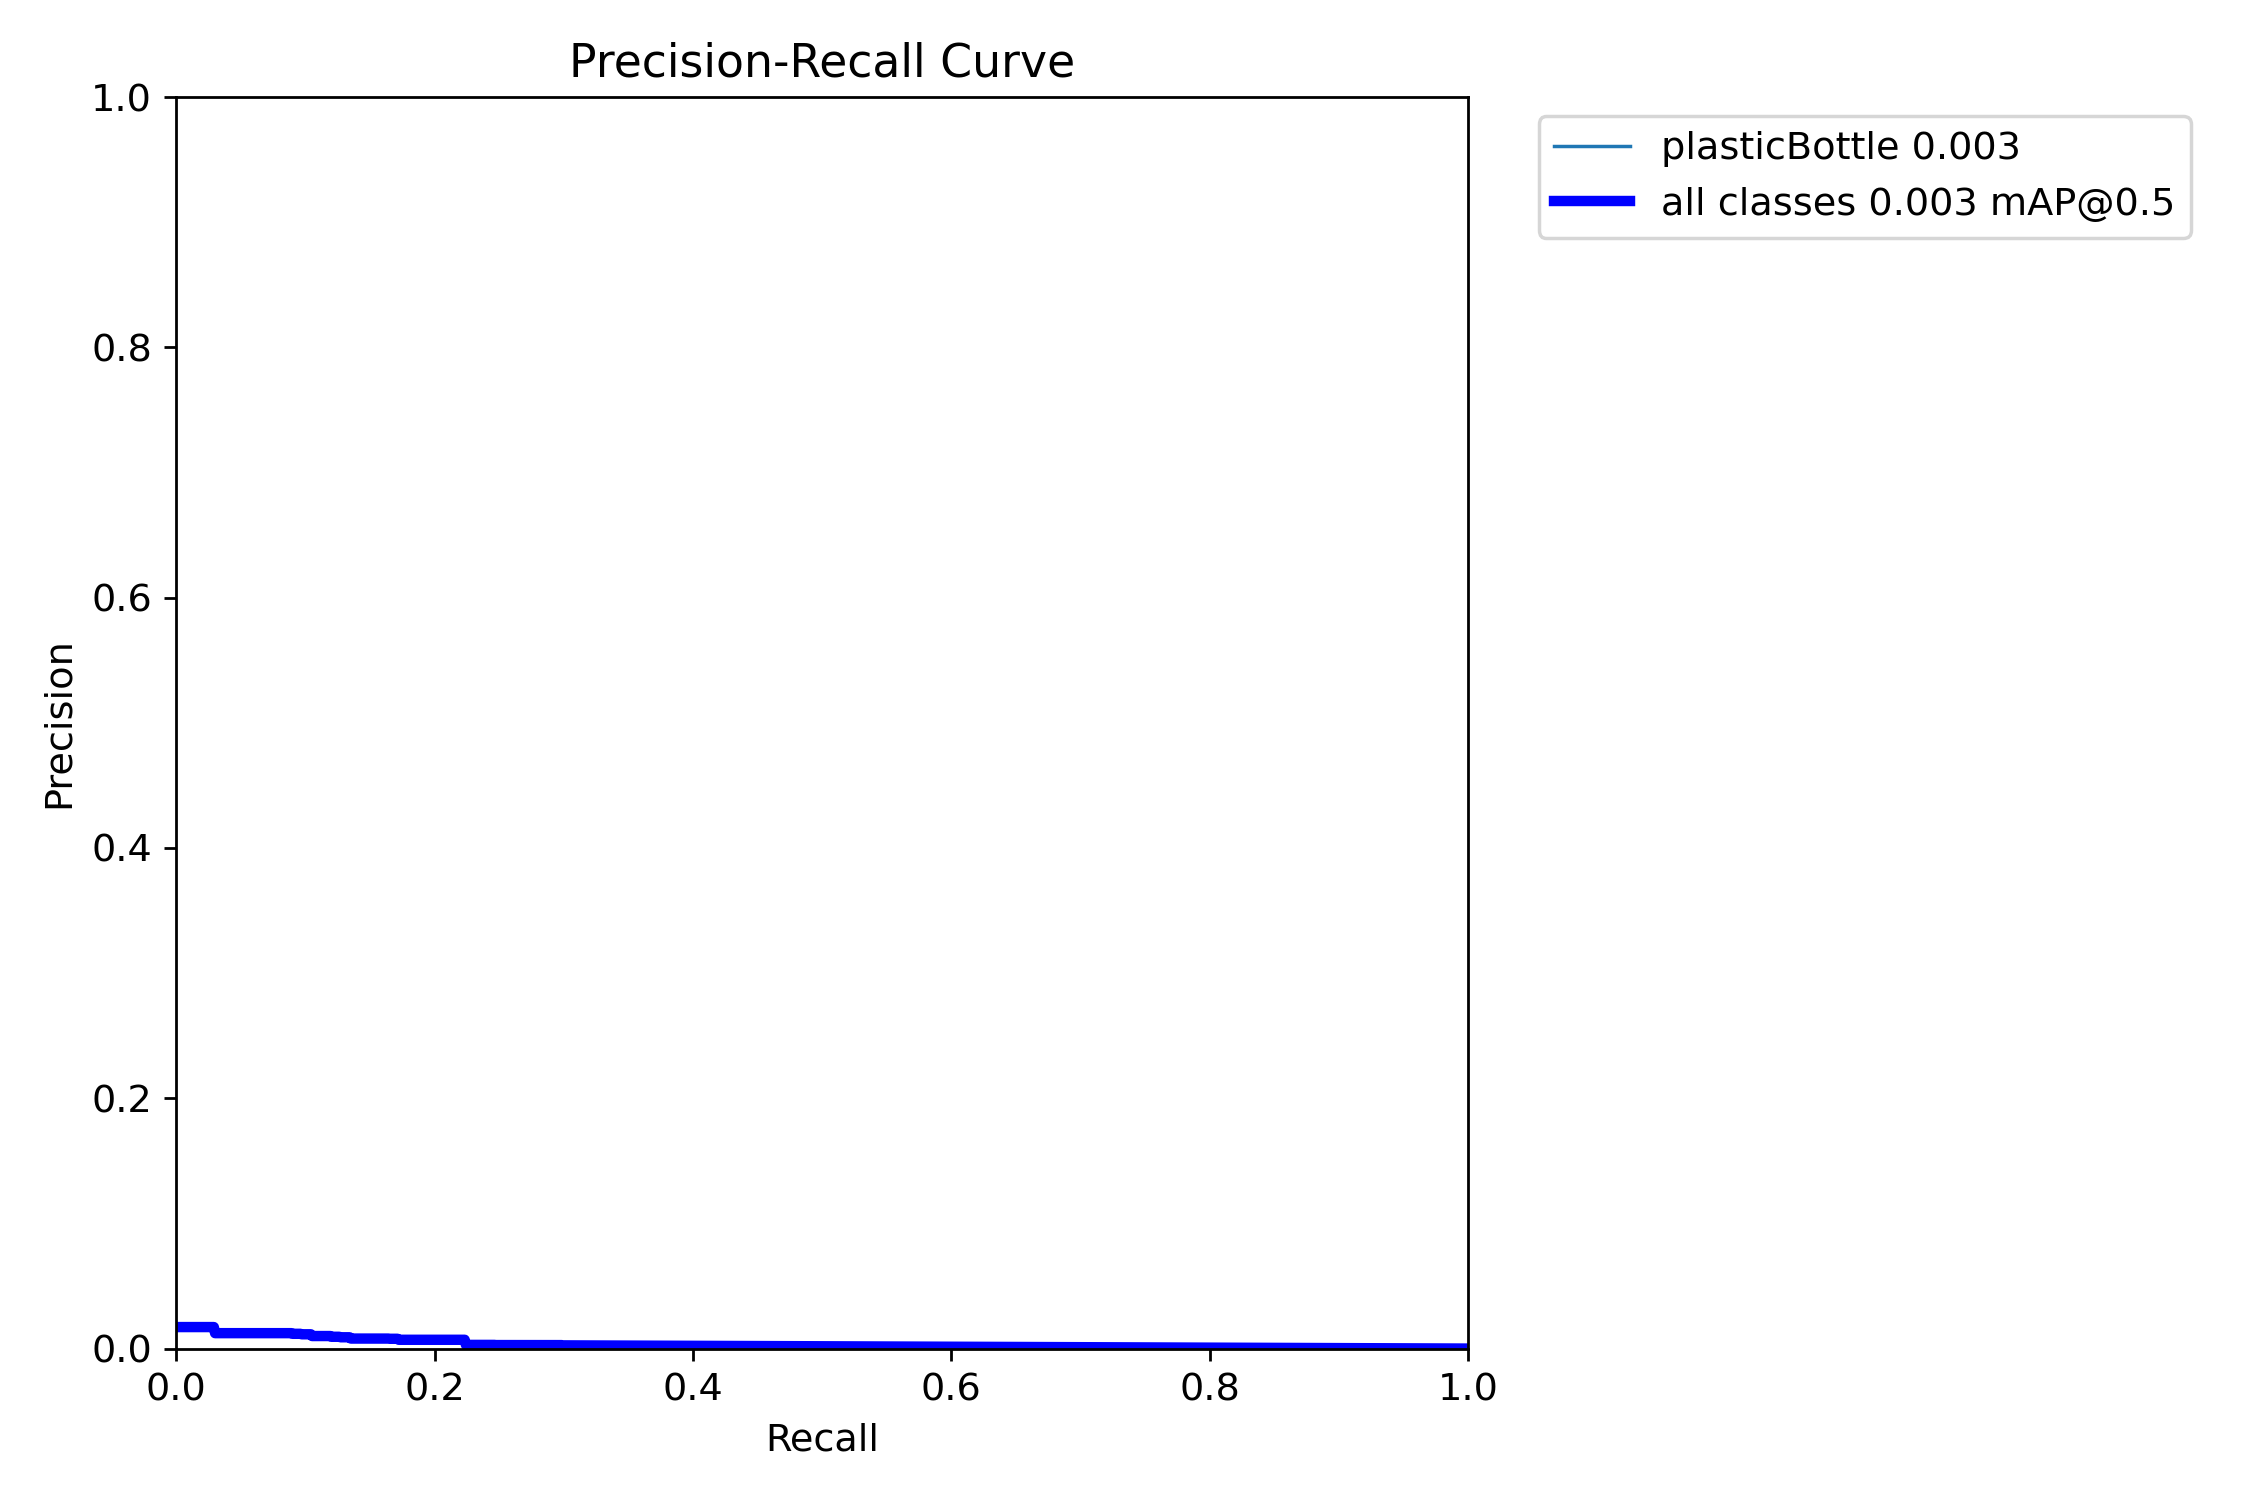 Precision-Recall Curve
1.0
0.8
0.6
0.4
0.2
0.0
Precision
0.0 0.2 0.4 0.6 0.8 1.0
Recall
plasticBottle 0.003
all classes 0.003 mAP@0.5